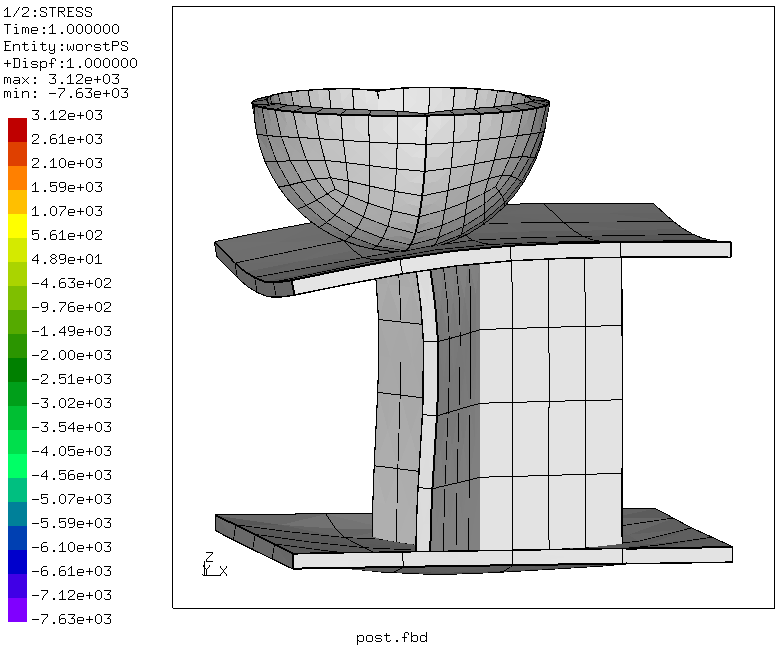 1/2:STRESS
Time:1.000000
Entity:worstPS
+Dispf:1.000000
max: 3.12e+03
min: -7.63e+03
3.12e+03
2.61e+03
2.10e+03
1.59e+03
1.07e+03
5.61e+02
4.89e+01
-4.63e+02
-9.76e+02
-1.49e+03
-2.00e+03
-2.51e+03
-3.02e+03
-3.54e+03
-4.05e+03
-4.56e+03
-5.07e+03
-5.59e+03
-6.10e+03
-6.61e+03
-7.12e+03
-7.63e+03
Z
Y X
post.fbd